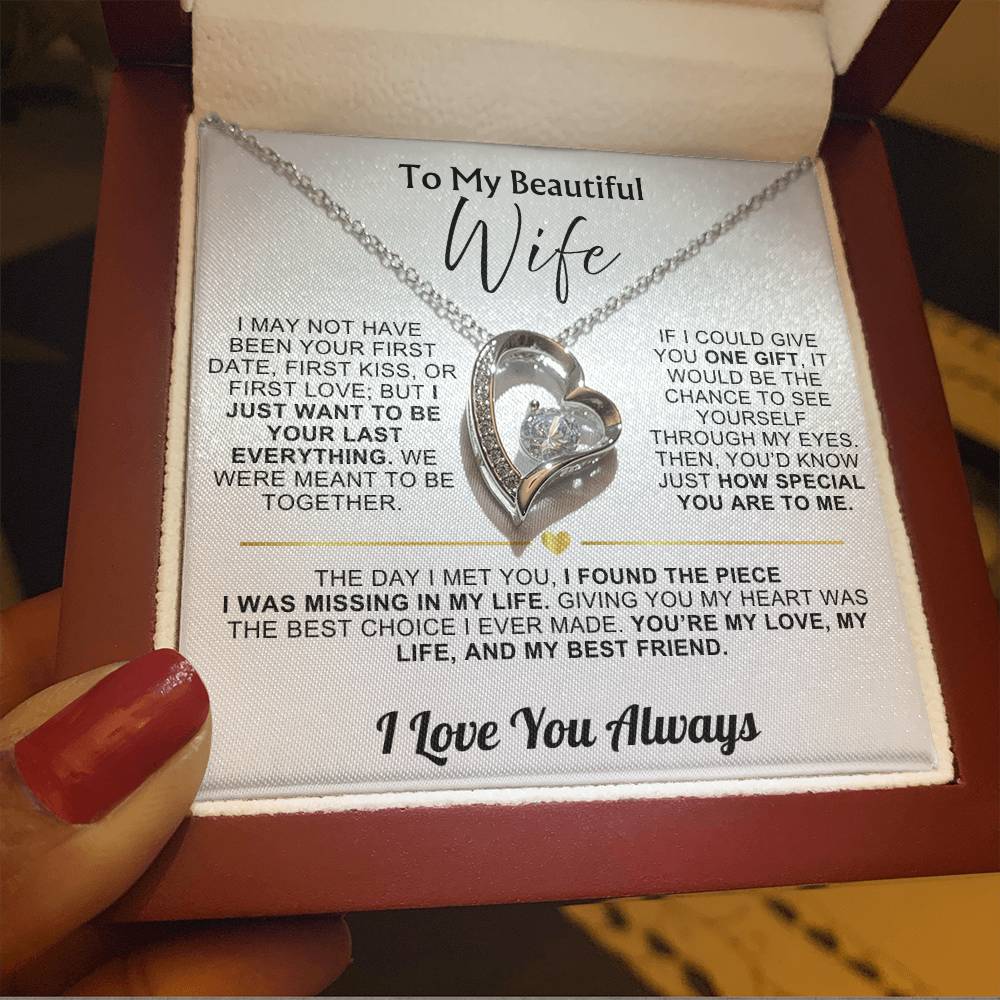 To My Beautiful
Wife
I MAY NOT HAVE
BEEN YOUR FIRST
DATE, FIRST KISS, OR
FIRST LOVE; BUT I
JUST WANT TO BE
YOUR LAST
EVERYTHING. WE
WERE MEANT TO BE
TOGETHER.
IF I COULD GIVE
YOU ONE GIFT, IT
WOULD BE THE
CHANCE TO SEE
YOURSELF
THROUGH MY EYES.
THEN, YOU'D KNOW
JUST HOW SPECIAL
YOU ARE TO ME.
THE DAY I MET YOU, I FOUND THE PIECE
I WAS MISSING IN MY LIFE. GIVING YOU MY HEART WAS
THE BEST CHOICE I EVER MADE. YOU'RE MY LOVE, MY
LIFE, AND MY BEST FRIEND.
I Love You Always